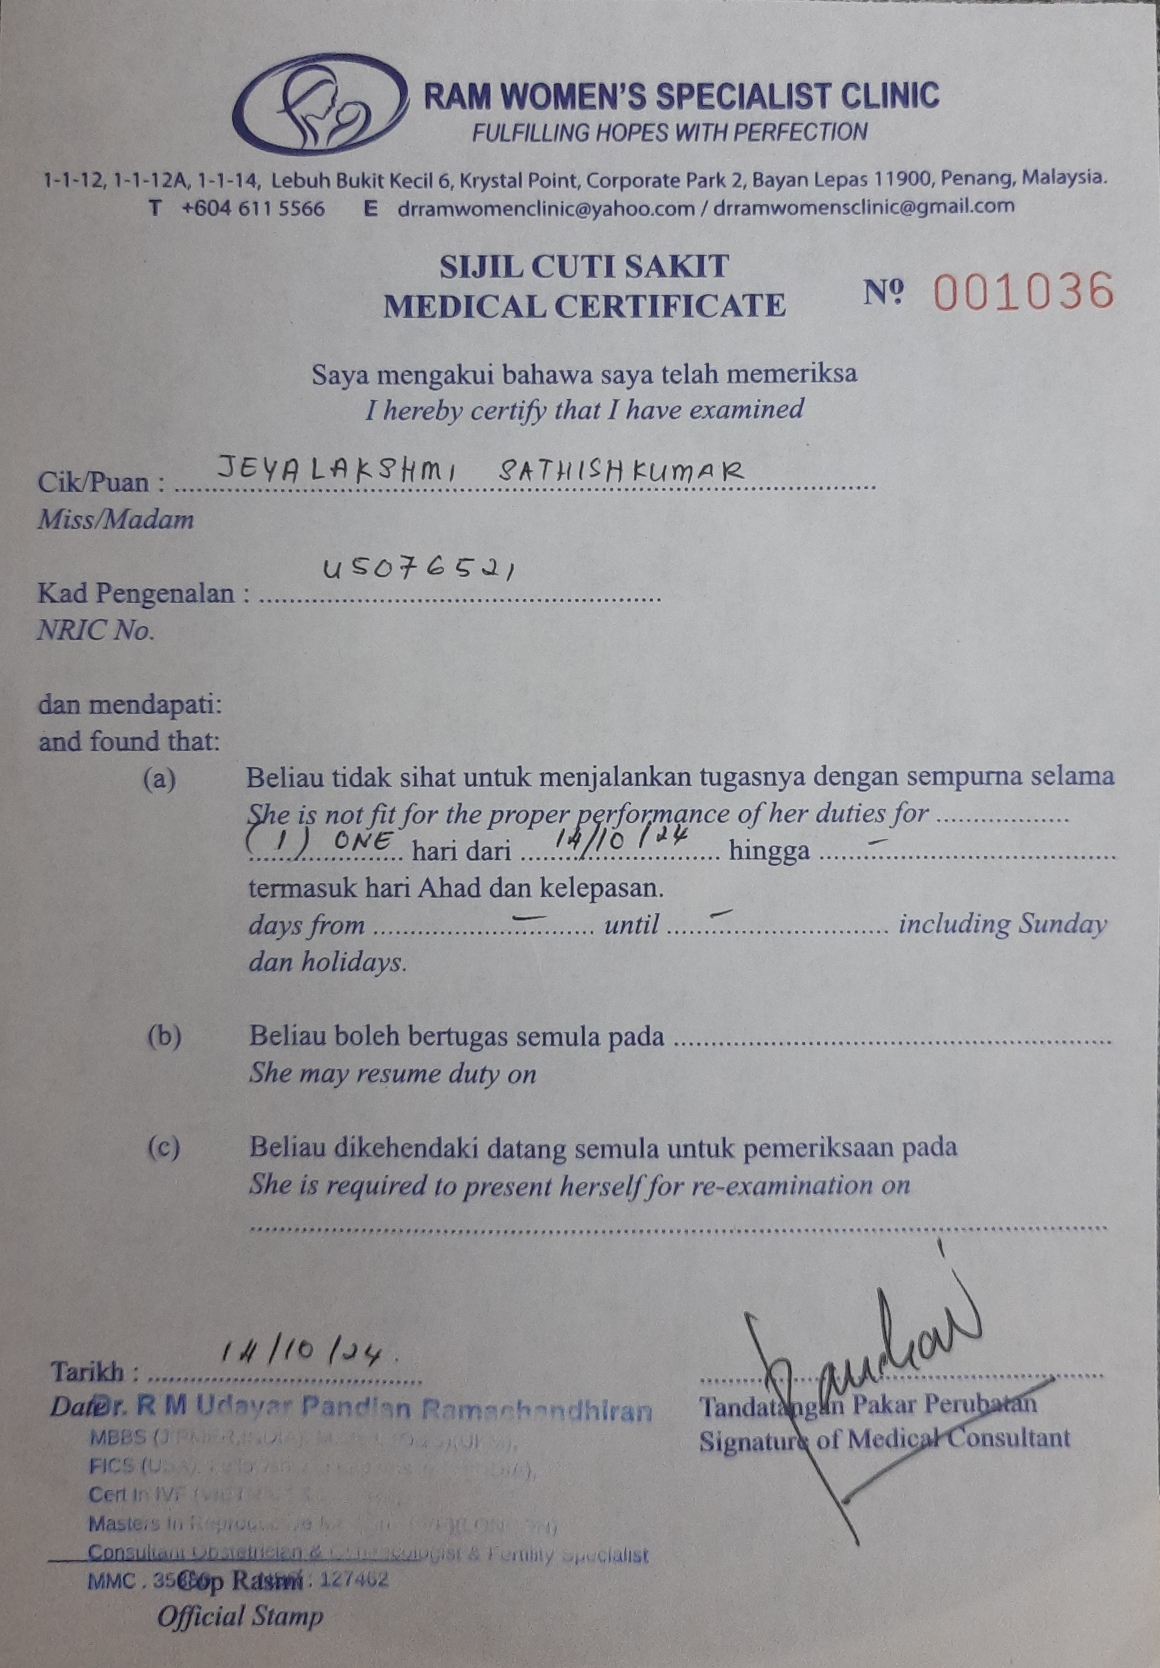 RAM WOMEN'S SPECIALIST CLINIC
FULFILLING HOPES WITH PERFECTION
1-1-12, 1-1-12A, 1-1-14, Lebuh Bukit Kecil 6, Krystal Point, Corporate Park 2, Bayan Lepas 11900, Penang, Malaysia.
T +604 611 5566 E drramwomenclinic@yahoo.com / drramwomensclinic@gmail.com
SIJIL CUTI SAKIT
MEDICAL CERTIFICATE Nº 001036
Saya mengakui bahawa saya telah memeriksa
I hereby certify that I have examined
Cik/Puan : JEYALAKSHMI SATHISHKUMAR
Miss/Madam
Kad Pengenalan : U5076521
NRIC No.
dan mendapati:
and found that:
(a) Beliau tidak sihat untuk menjalankan tugasnya dengan sempurna selama
She is not fit for the proper performance of her duties for ....................
(1) ONE hari dari 14/10/24 hingga –
termasuk hari Ahad dan kelepasan.
days from – until – including Sunday
dan holidays.
(b) Beliau boleh bertugas semula pada ....................
She may resume duty on
(c) Beliau dikehendaki datang semula untuk pemeriksaan pada
She is required to present herself for re-examination on
Tarikh : 14/10/24.
Date
Dr. R M Udayar Pandian Ramachandhiran
Tandatangan Pakar Perubatan
Signature of Medical Consultant
MBBS
FICS
Cert in IVF
Masters in
Consultant Obstetrician & Gynaecologist & Fertility Specialist
MMC . : 127462
Cop Rasmi
Official Stamp